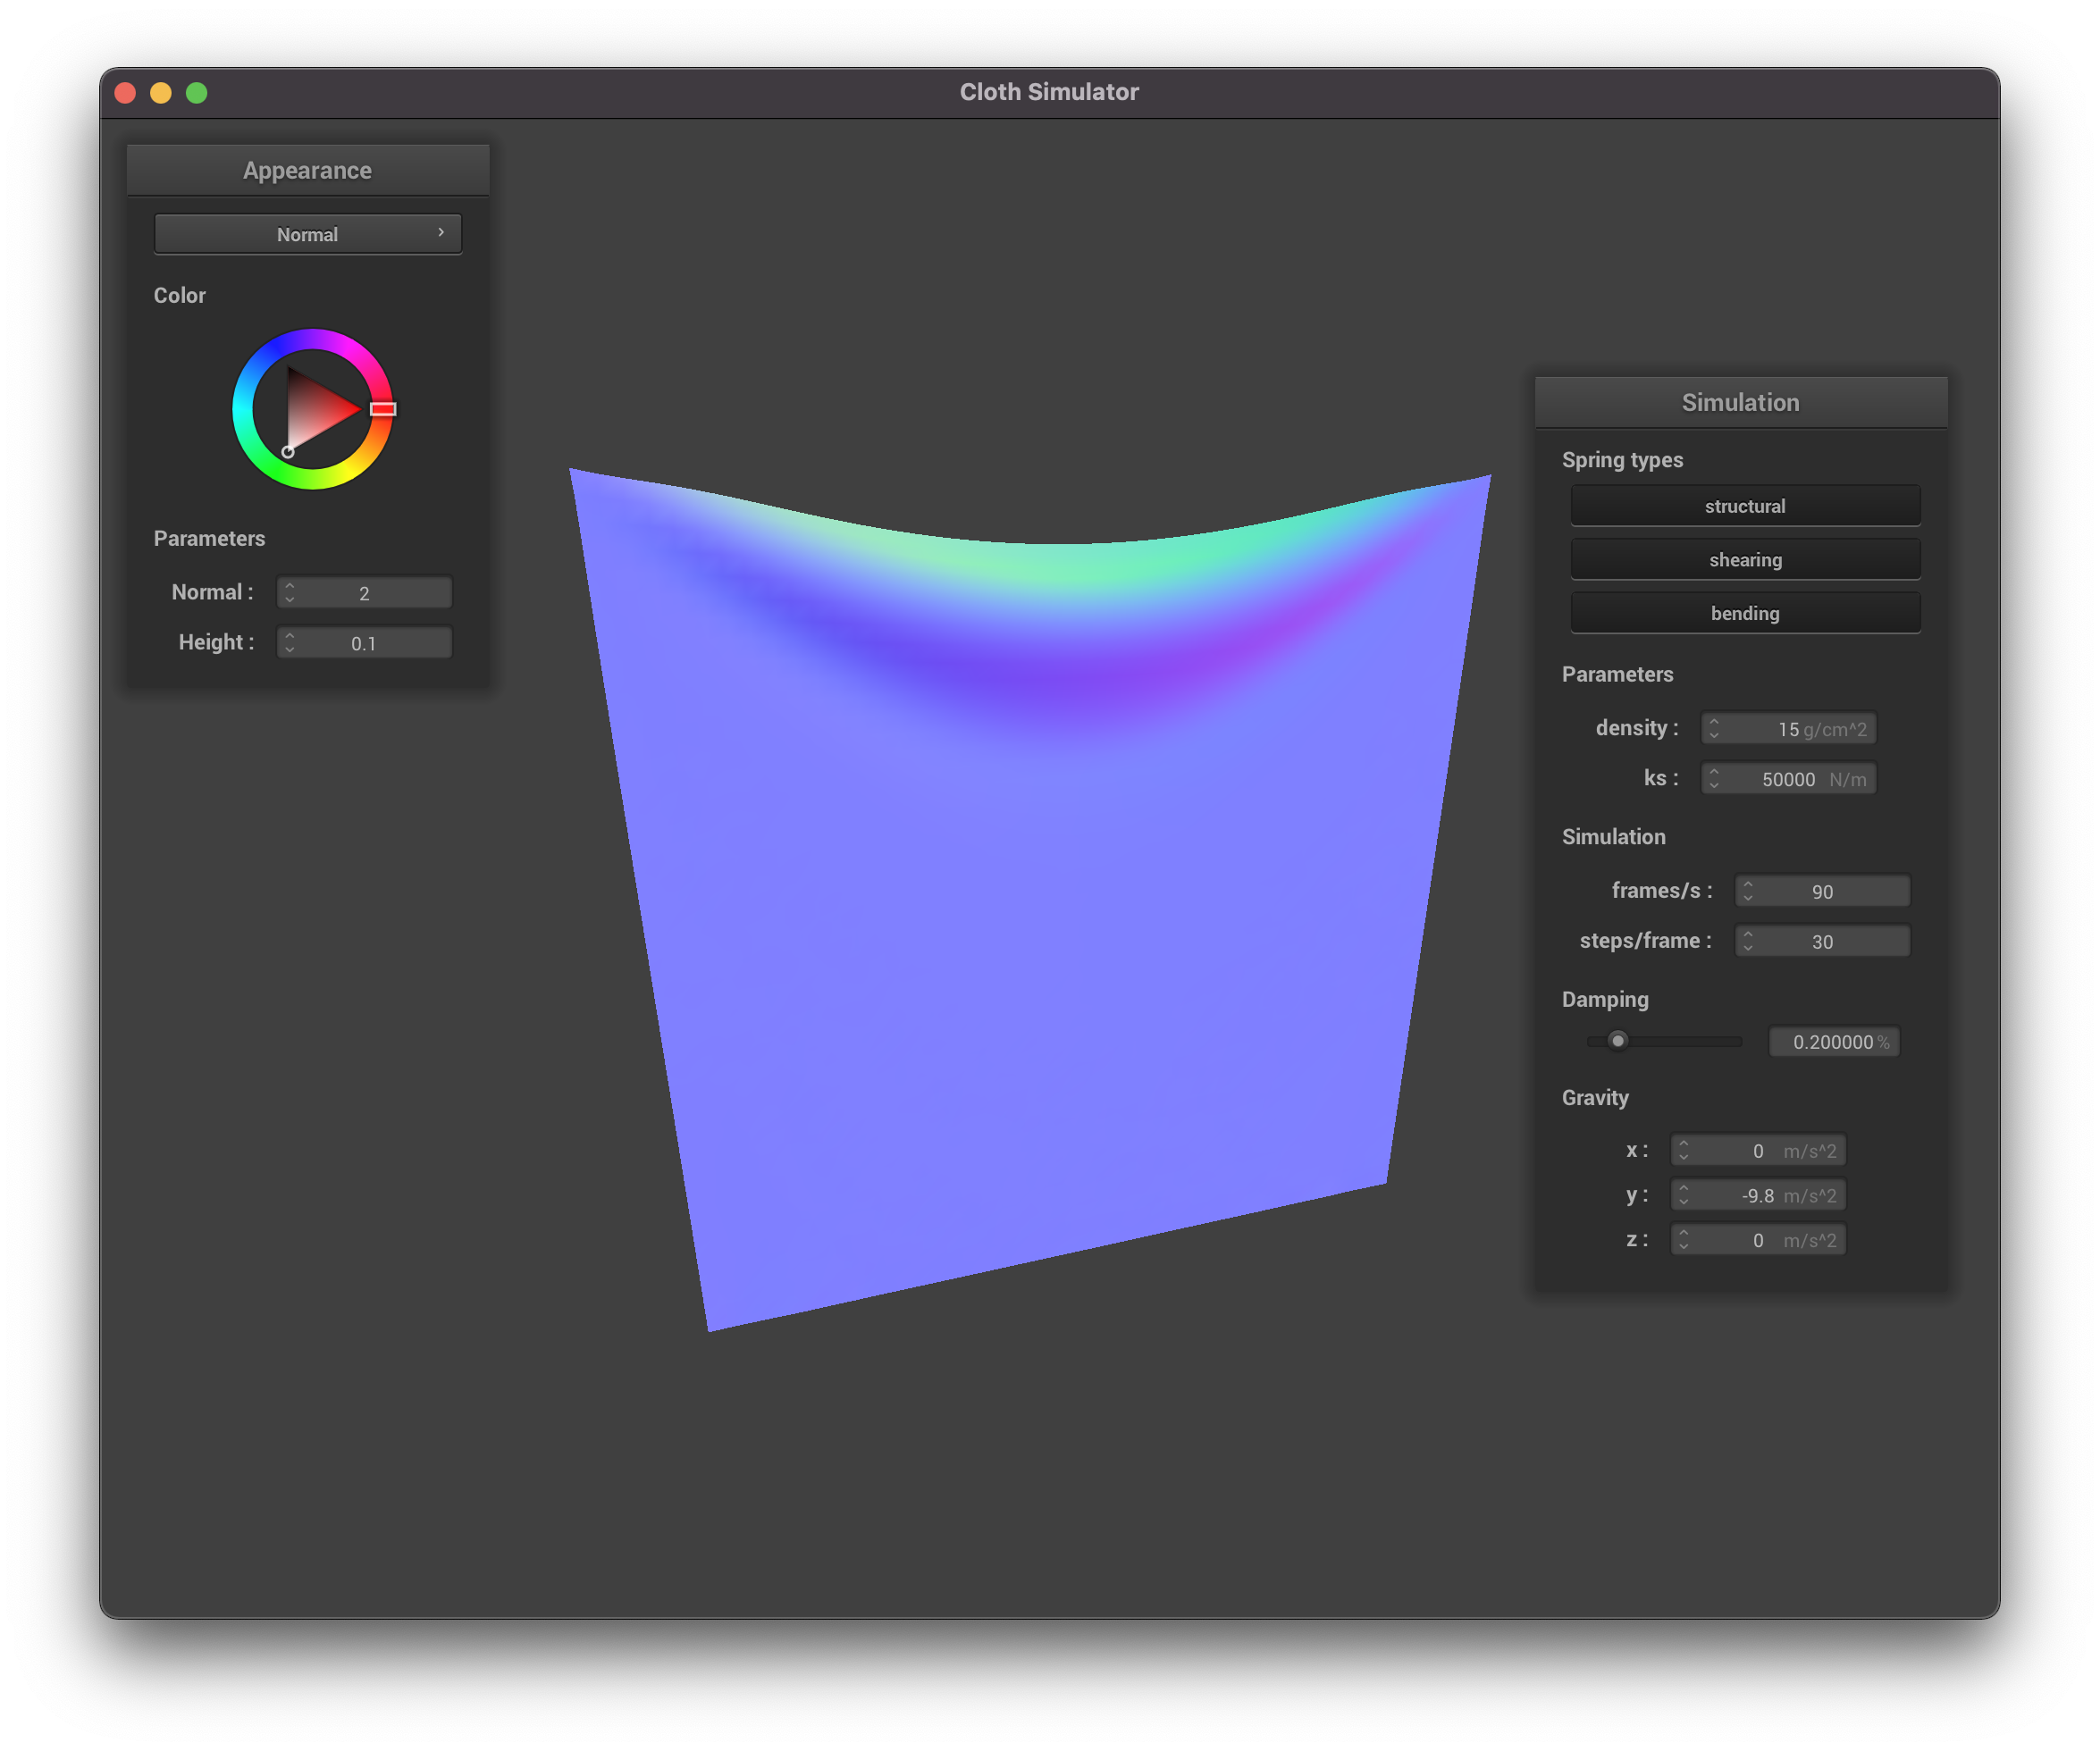 Cloth Simulator
Appearance
Normal
Color
Parameters
Normal : 2
Height : 0.1
Simulation
Spring types
structural
shearing
bending
Parameters
density : 15 g/cm^2
ks : 50000 N/m
Simulation
frames/s : 90
steps/frame : 30
Damping
0.200000 %
Gravity
x : 0 m/s^2
y : -9.8 m/s^2
z : 0 m/s^2